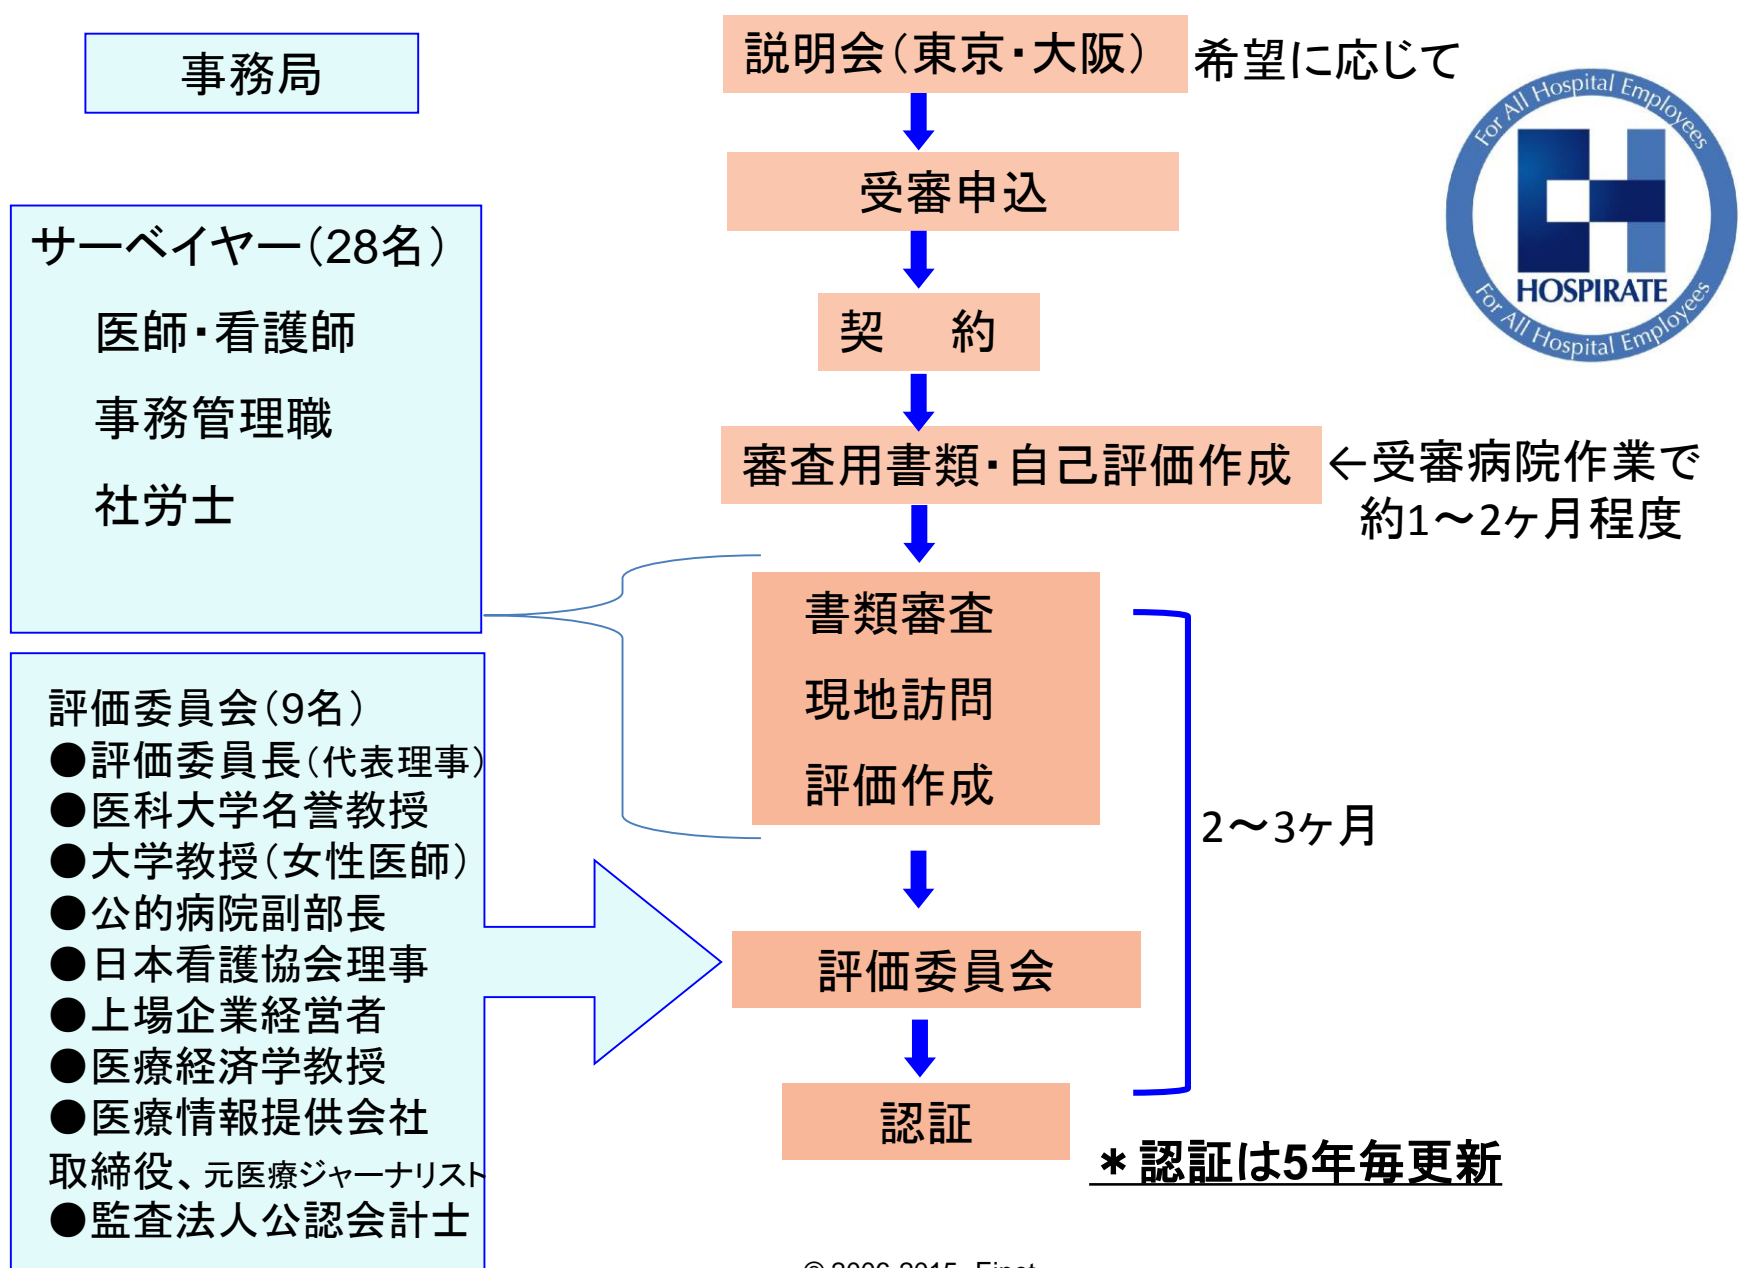 事務局
説明会（東京・大阪）
希望に応じて
For All Hospital Employees
HOSPIRATE
For All Hospital Employees
受審申込
契　約
審査用書類・自己評価作成
←受審病院作業で
約1～2ヶ月程度
サーベイヤー（28名）
医師・看護師
事務管理職
社労士
書類審査
現地訪問
評価作成
2～3ヶ月
評価委員会（9名）
●評価委員長（代表理事）
●医科大学名誉教授
●大学教授（女性医師）
●公的病院副部長
●日本看護協会理事
●上場企業経営者
●医療経済学教授
●医療情報提供会社
取締役、元医療ジャーナリスト
●監査法人公認会計士
評価委員会
認証
＊認証は5年毎更新